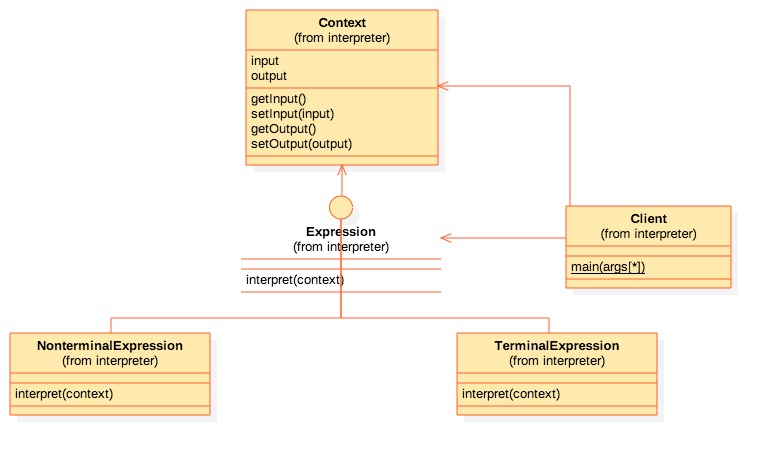 Context
(from interpreter)
input
output
getInput()
setInput(input)
getOutput()
setOutput(output)
Expression
(from interpreter)
interpret(context)
Client
(from interpreter)
main(args[*])
NonterminalExpression
(from interpreter)
interpret(context)
TerminalExpression
(from interpreter)
interpret(context)